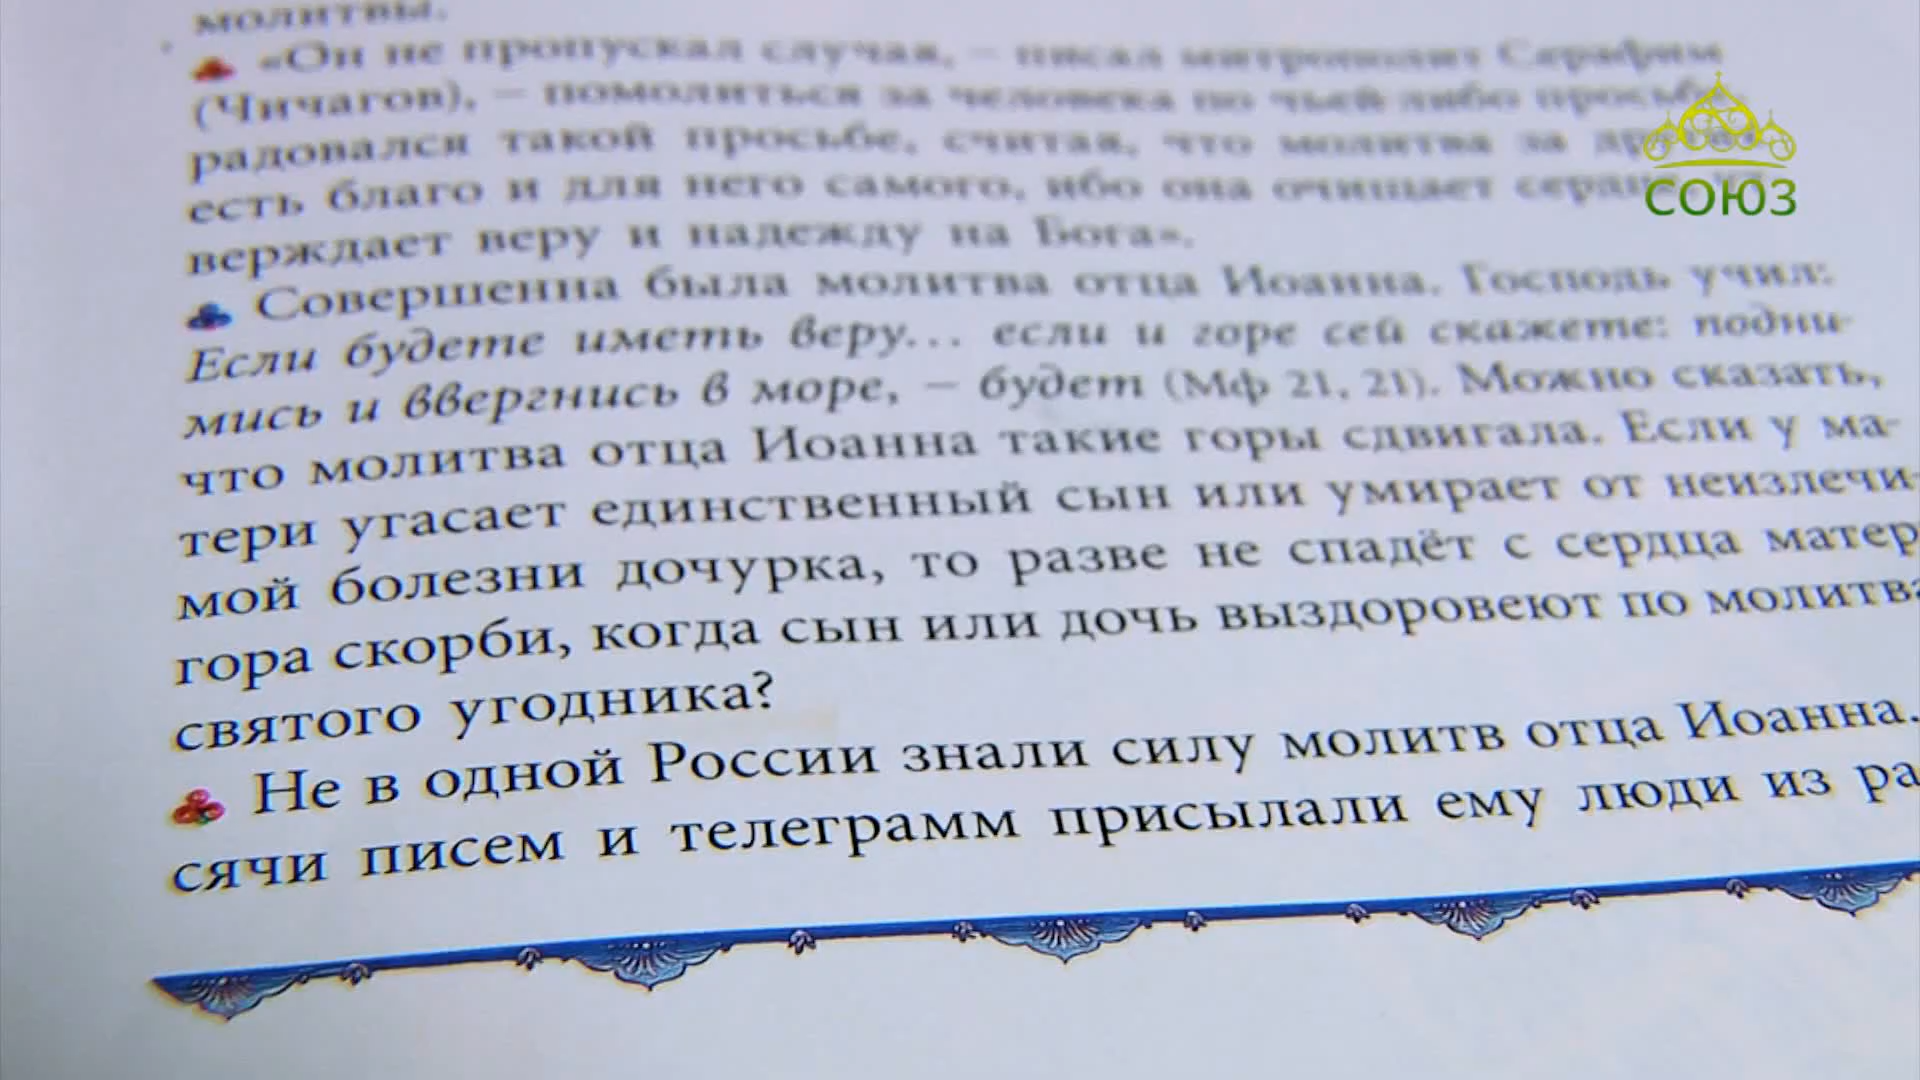 молитвы.
«Он не пропускал случая, – писал митрополит Серафим
(Чичагов), – помолиться за человека по чьей-либо просьбе,
радовался такой просьбе, считая, что молитва за
есть благо и для него самого, ибо она очищает
верждает веру и надежду на Бога».
Совершенна была молитва отца Иоанна. Господь учил:
Если будете иметь веру... если и горе сей скажете: подни-
мись и ввергнись в море, – будет (Мф 21, 21). Можно сказать,
что молитва отца Иоанна такие горы сдвигала. Если у ма-
тери угасает единственный сын или умирает от неизлечи-
мой болезни дочурка, то разве не спадёт с сердца матер
гора скорби, когда сын или дочь выздоровеют по молитва
святого угодника?
Не в одной России знали силу молитв отца Иоанна.
сячи писем и телеграмм присылали ему люди из ра
СОЮЗ